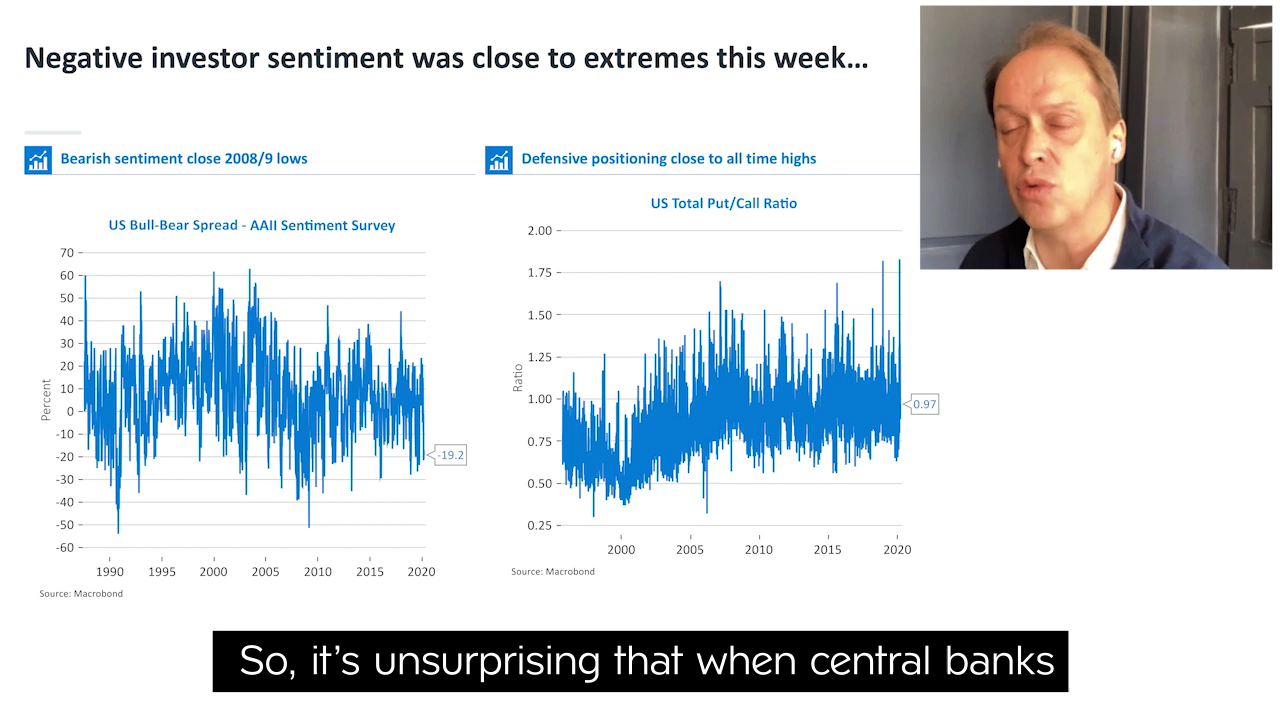 Negative investor sentiment was close to extremes this week...
Bearish sentiment close 2008/9 lows
US Bull-Bear Spread - AAII Sentiment Survey
70
60
50
40
30
20
10
0
-10
-20
-30
-40
-50
-60
Percent
-19.2
1990 1995 2000 2005 2010 2015 2020
Source: Macrobond
Defensive positioning close to all time highs
US Total Put/Call Ratio
2.00
1.75
1.50
1.25
1.00
0.75
0.50
0.25
Ratio
0.97
2000 2005 2010 2015 2020
Source: Macrobond
So, it's unsurprising that when central banks